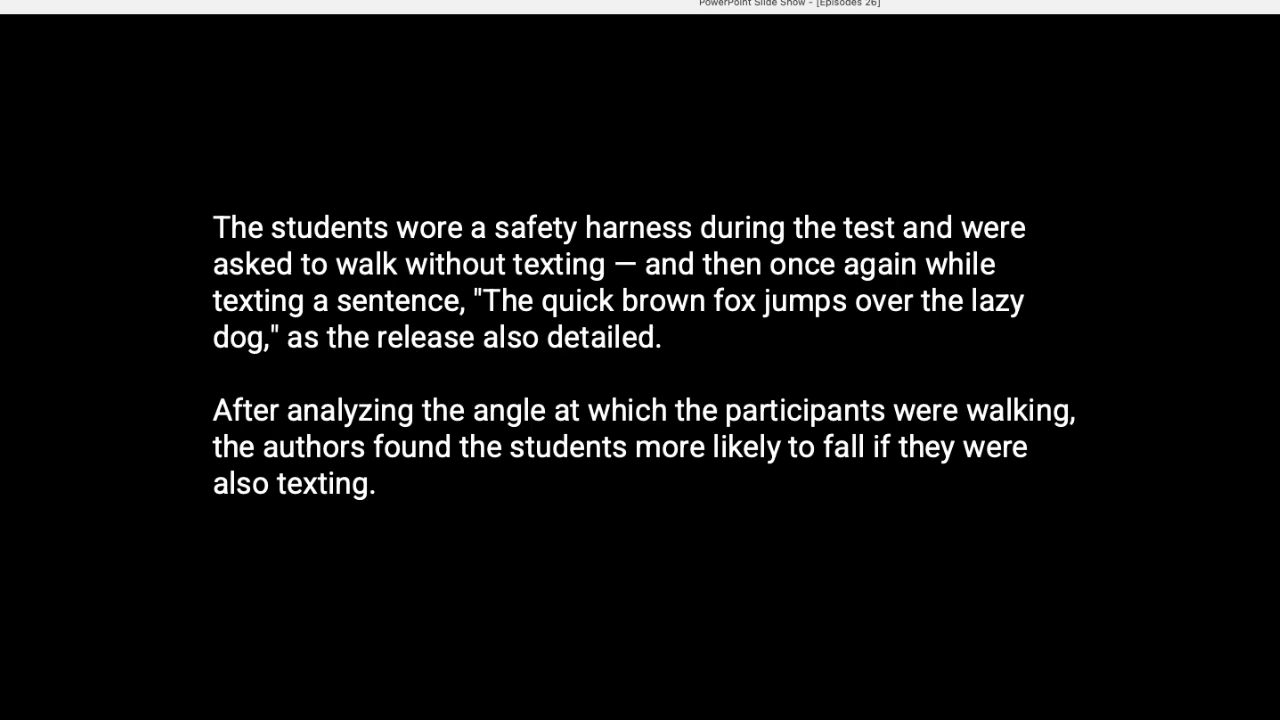 PowerPoint Slide Show - [Episodes 26]
The students wore a safety harness during the test and were
asked to walk without texting — and then once again while
texting a sentence, "The quick brown fox jumps over the lazy
dog," as the release also detailed.
After analyzing the angle at which the participants were walking,
the authors found the students more likely to fall if they were
also texting.